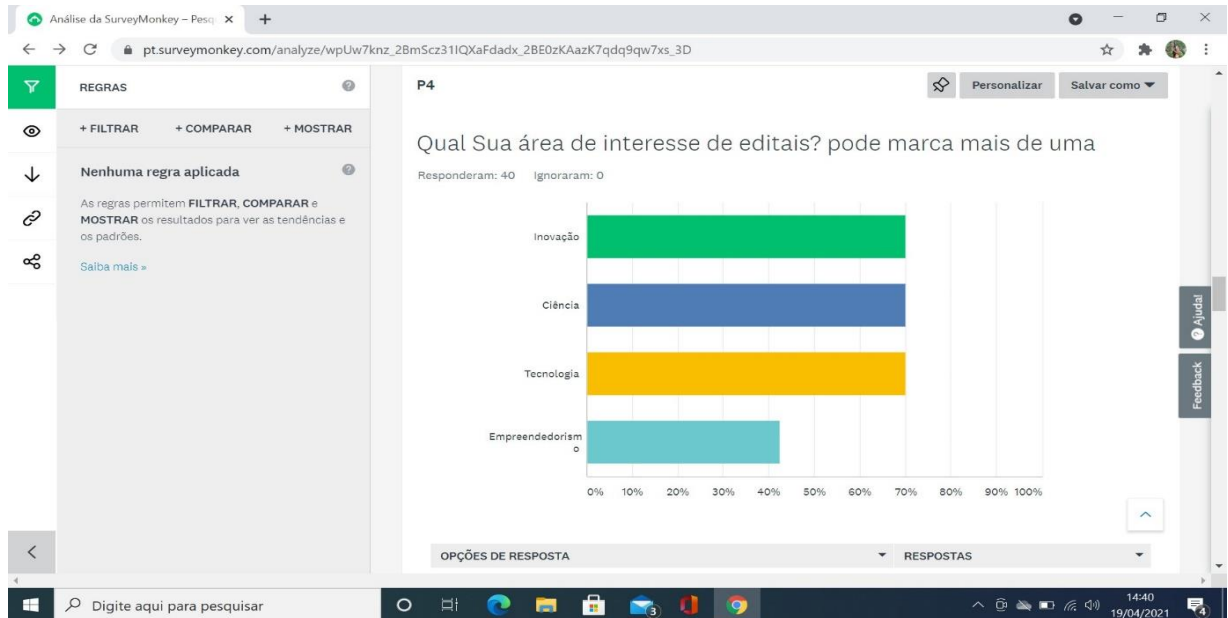 Análise da SurveyMonkey – Pesq
pt.surveymonkey.com/analyze/wpUw7knz_2BmScz31IQXaFdadx_2BE0zKAazK7qdq9qw7xs_3D
REGRAS
+ FILTRAR + COMPARAR + MOSTRAR
Nenhuma regra aplicada
As regras permitem FILTRAR, COMPARAR e
MOSTRAR os resultados para ver as tendências e
os padrões.
Saiba mais »
P4
Personalizar
Salvar como
Qual Sua área de interesse de editais? pode marca mais de uma
Responderam: 40 Ignoraram: 0
Inovação
Ciência
Tecnologia
Empreendedorism
o
0% 10% 20% 30% 40% 50% 60% 70% 80% 90% 100%
Ajuda!
Feedback
OPÇÕES DE RESPOSTA
RESPOSTAS
Digite aqui para pesquisar
3
14:40
19/04/2021
4